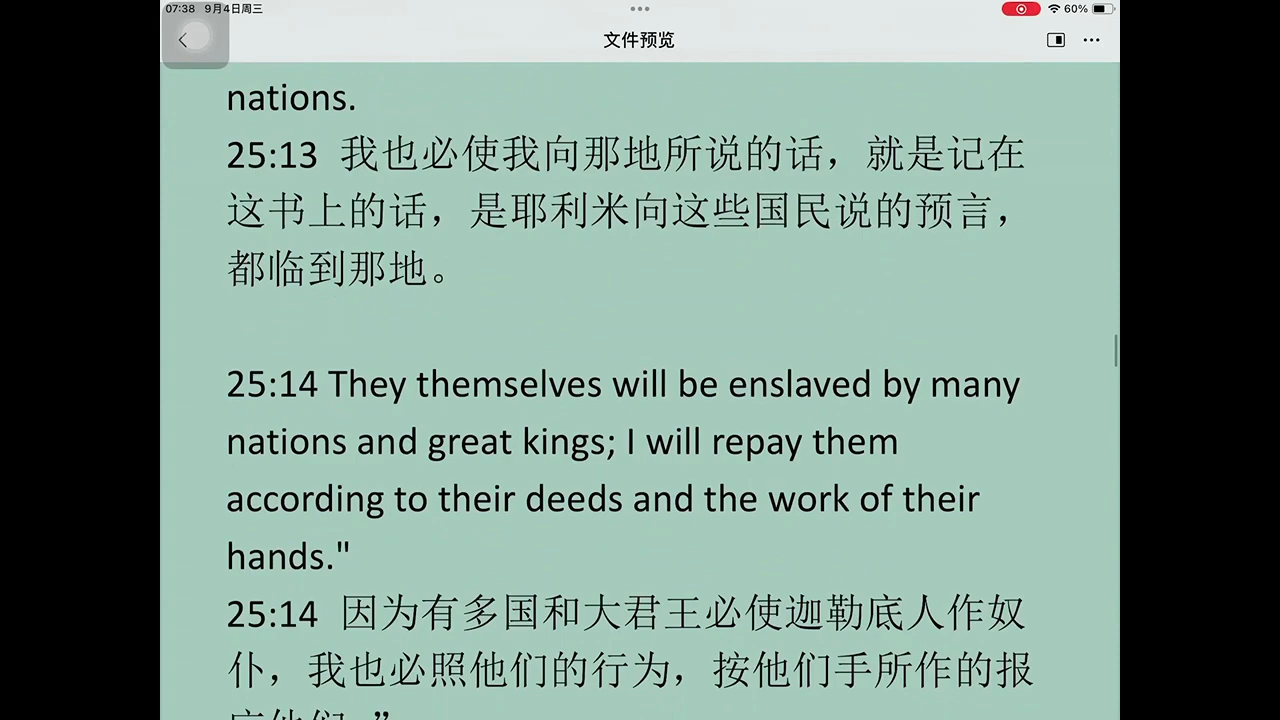 07:38 9月4日周三
60%
文件预览
nations.
25:13 我也必使我向那地所说的话，就是记在
这书上的话，是耶利米向这些国民说的预言，
都临到那地。
25:14 They themselves will be enslaved by many
nations and great kings; I will repay them
according to their deeds and the work of their
hands."
25:14 因为有多国和大君王必使迦勒底人作奴
仆，我也必照他们的行为，按他们手所作的报
应他们。”